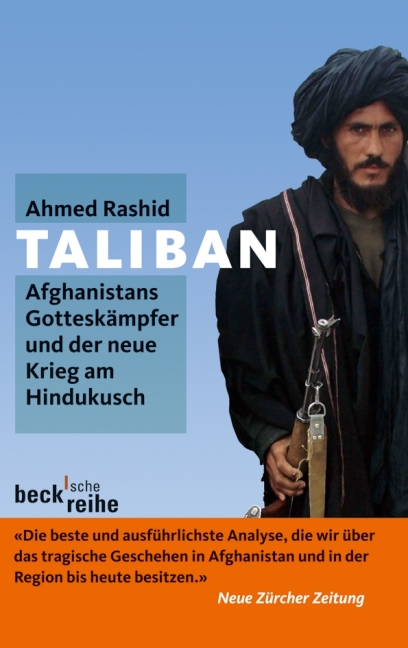 Ahmed Rashid
TALIBAN
Afghanistans
Gotteskämpfer
und der neue
Krieg am
Hindukusch
beck'sche
reihe
«Die beste und ausführlichste Analyse, die wir über
das tragische Geschehen in Afghanistan und in der
Region bis heute besitzen.»
Neue Zürcher Zeitung